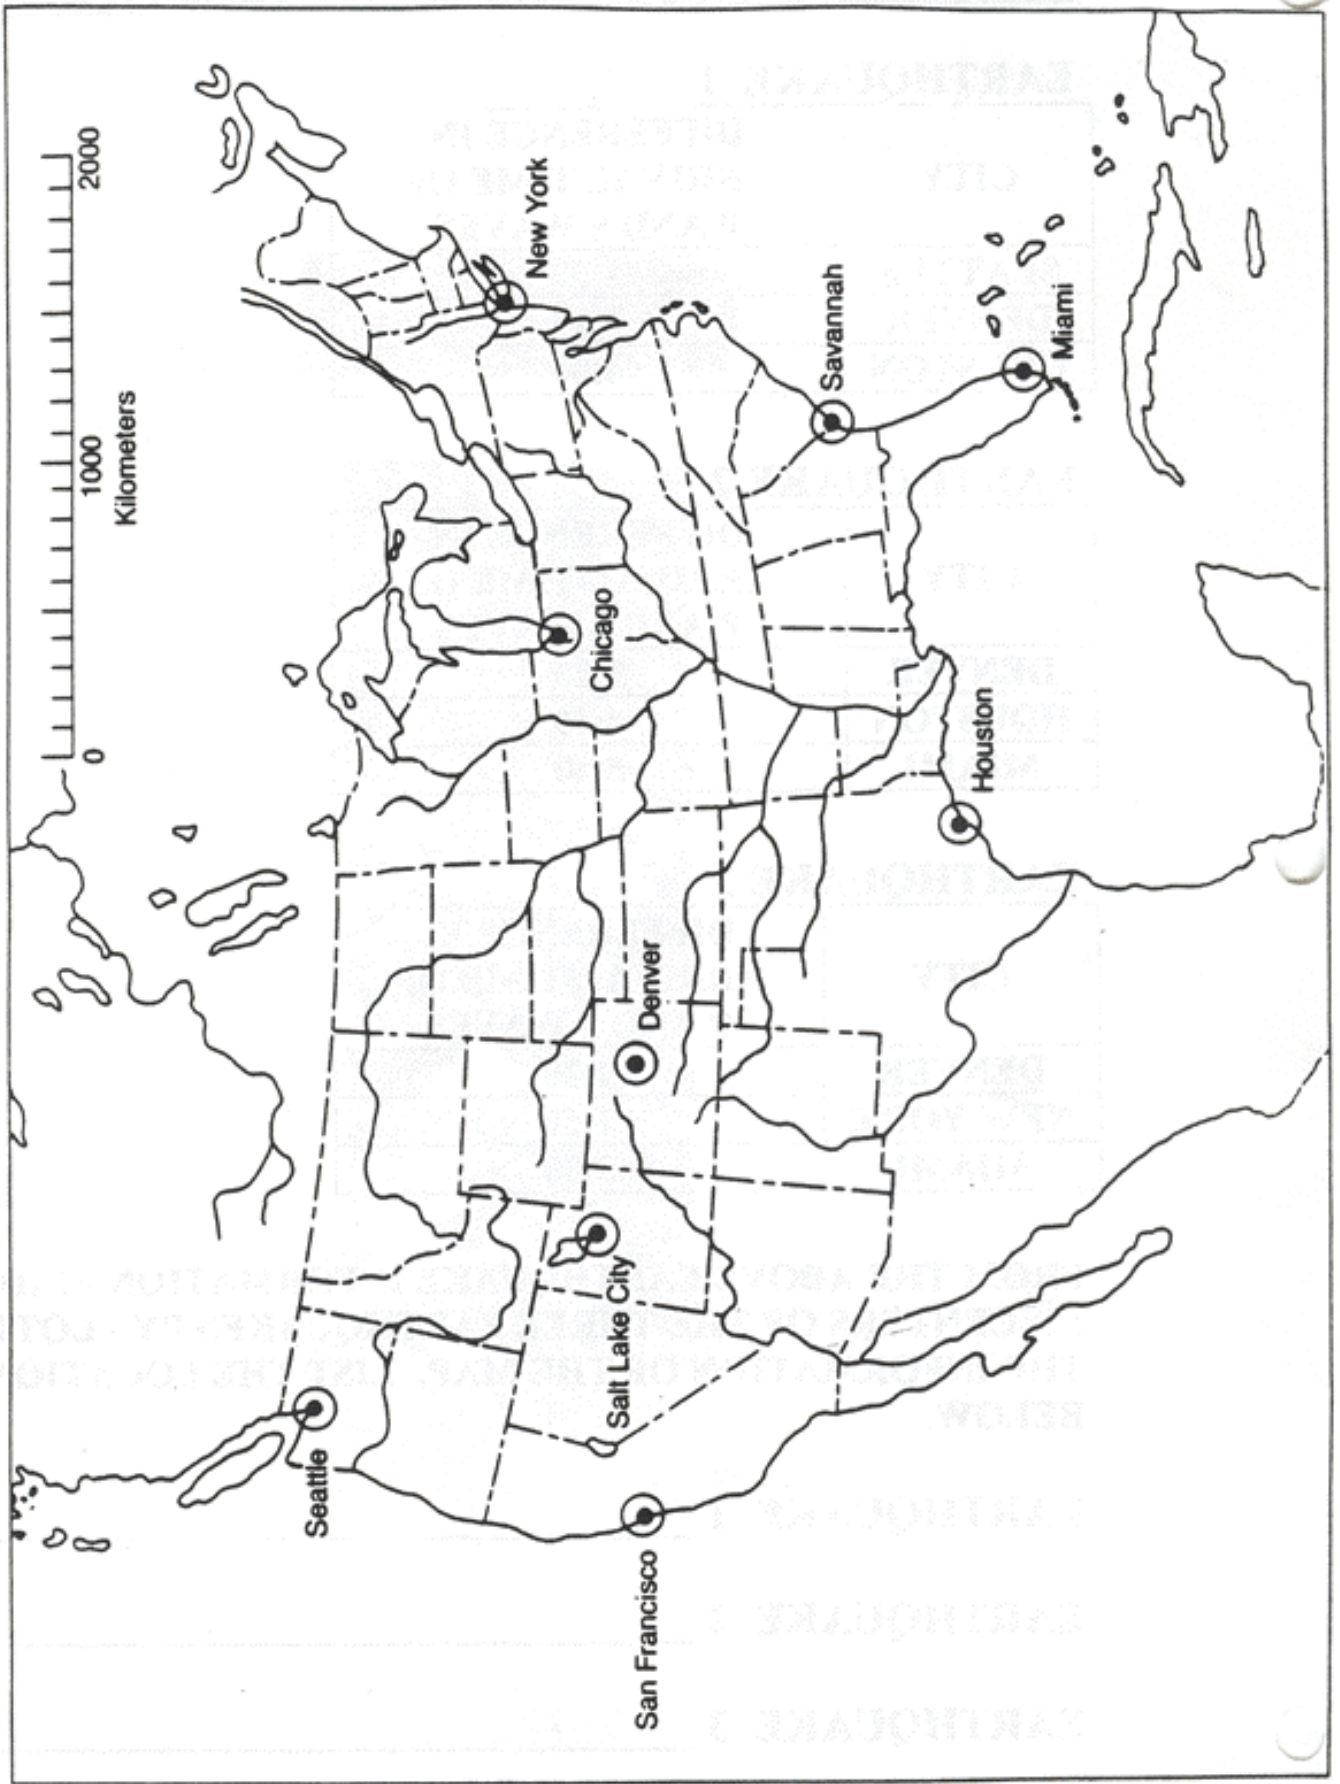 0 1000 2000
Kilometers
Seattle
New York
Chicago
Salt Lake City
Denver
San Francisco
Savannah
Houston
Miami